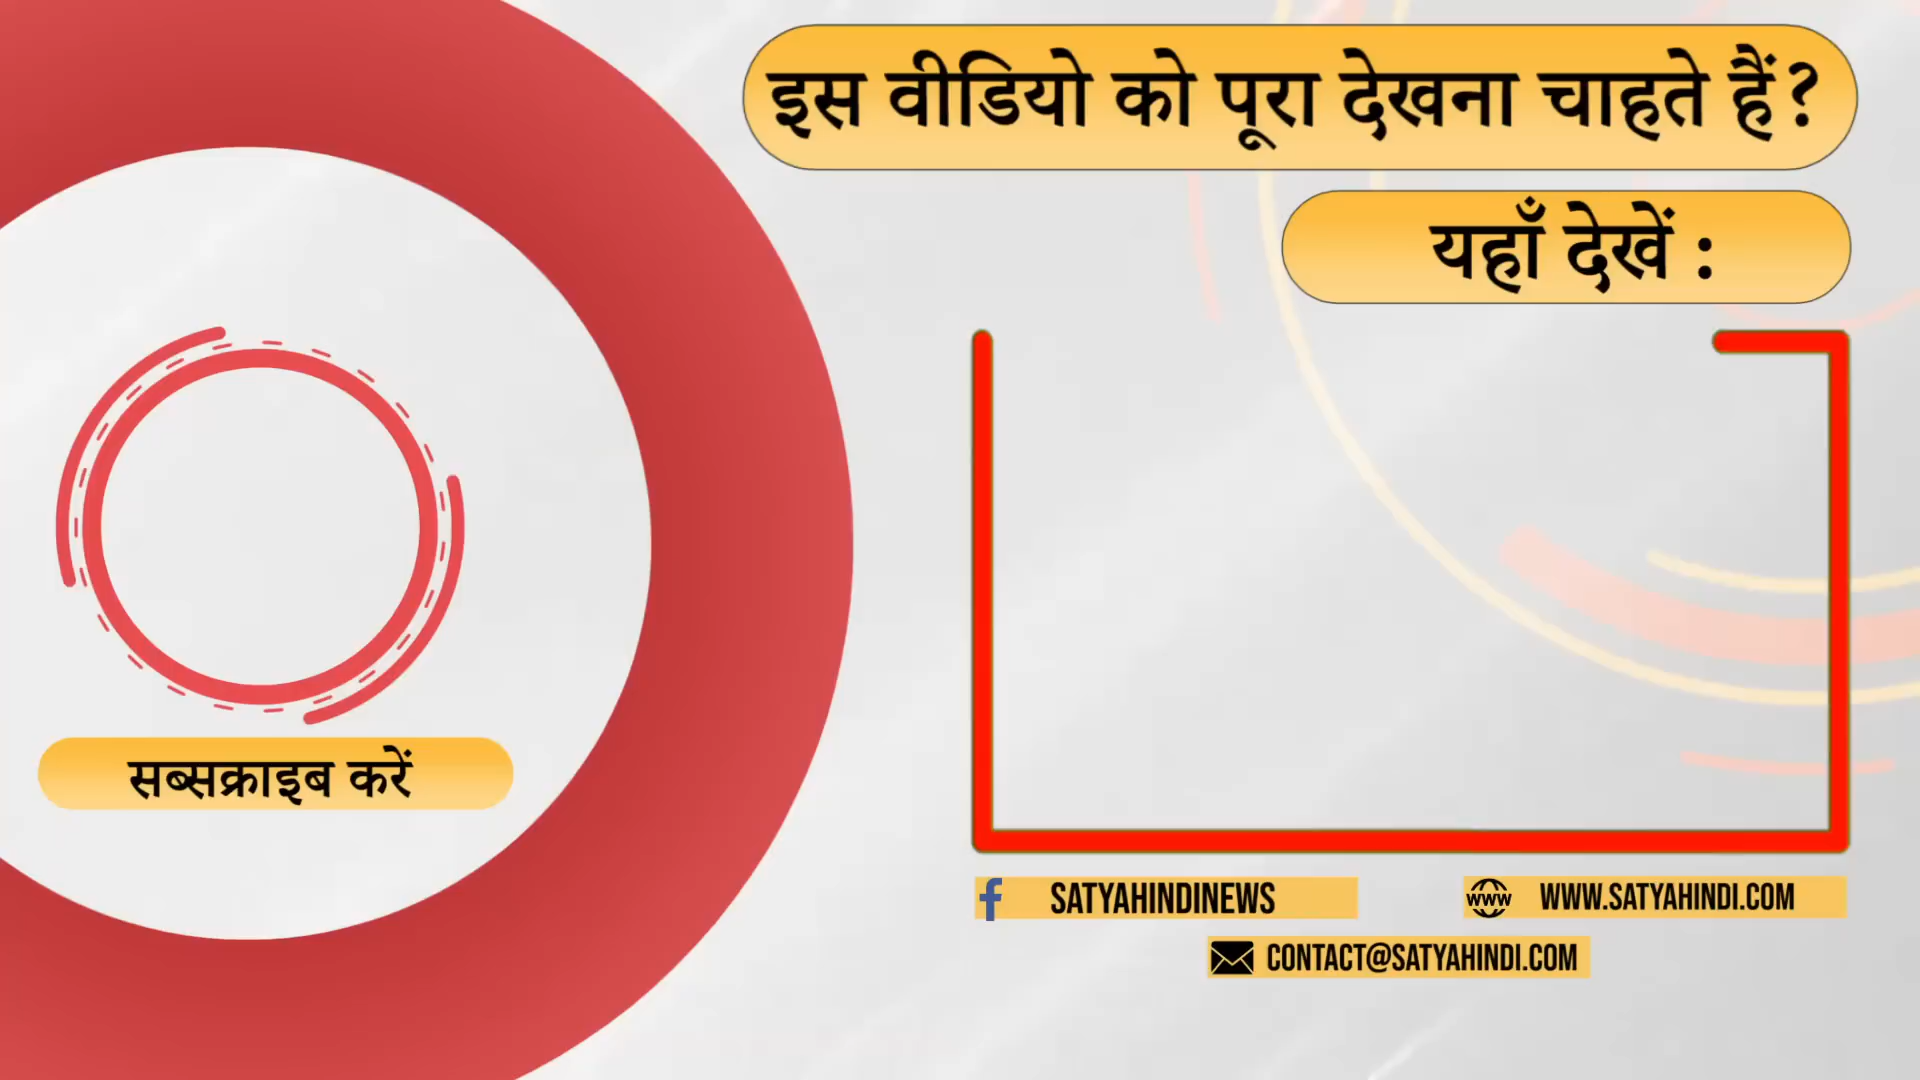 इस वीडियो को पूरा देखना चाहते हैं?
यहाँ देखें :
सब्सक्राइब करें
SATYAHINDINEWS
WWW WWW.SATYAHINDI.COM
CONTACT@SATYAHINDI.COM